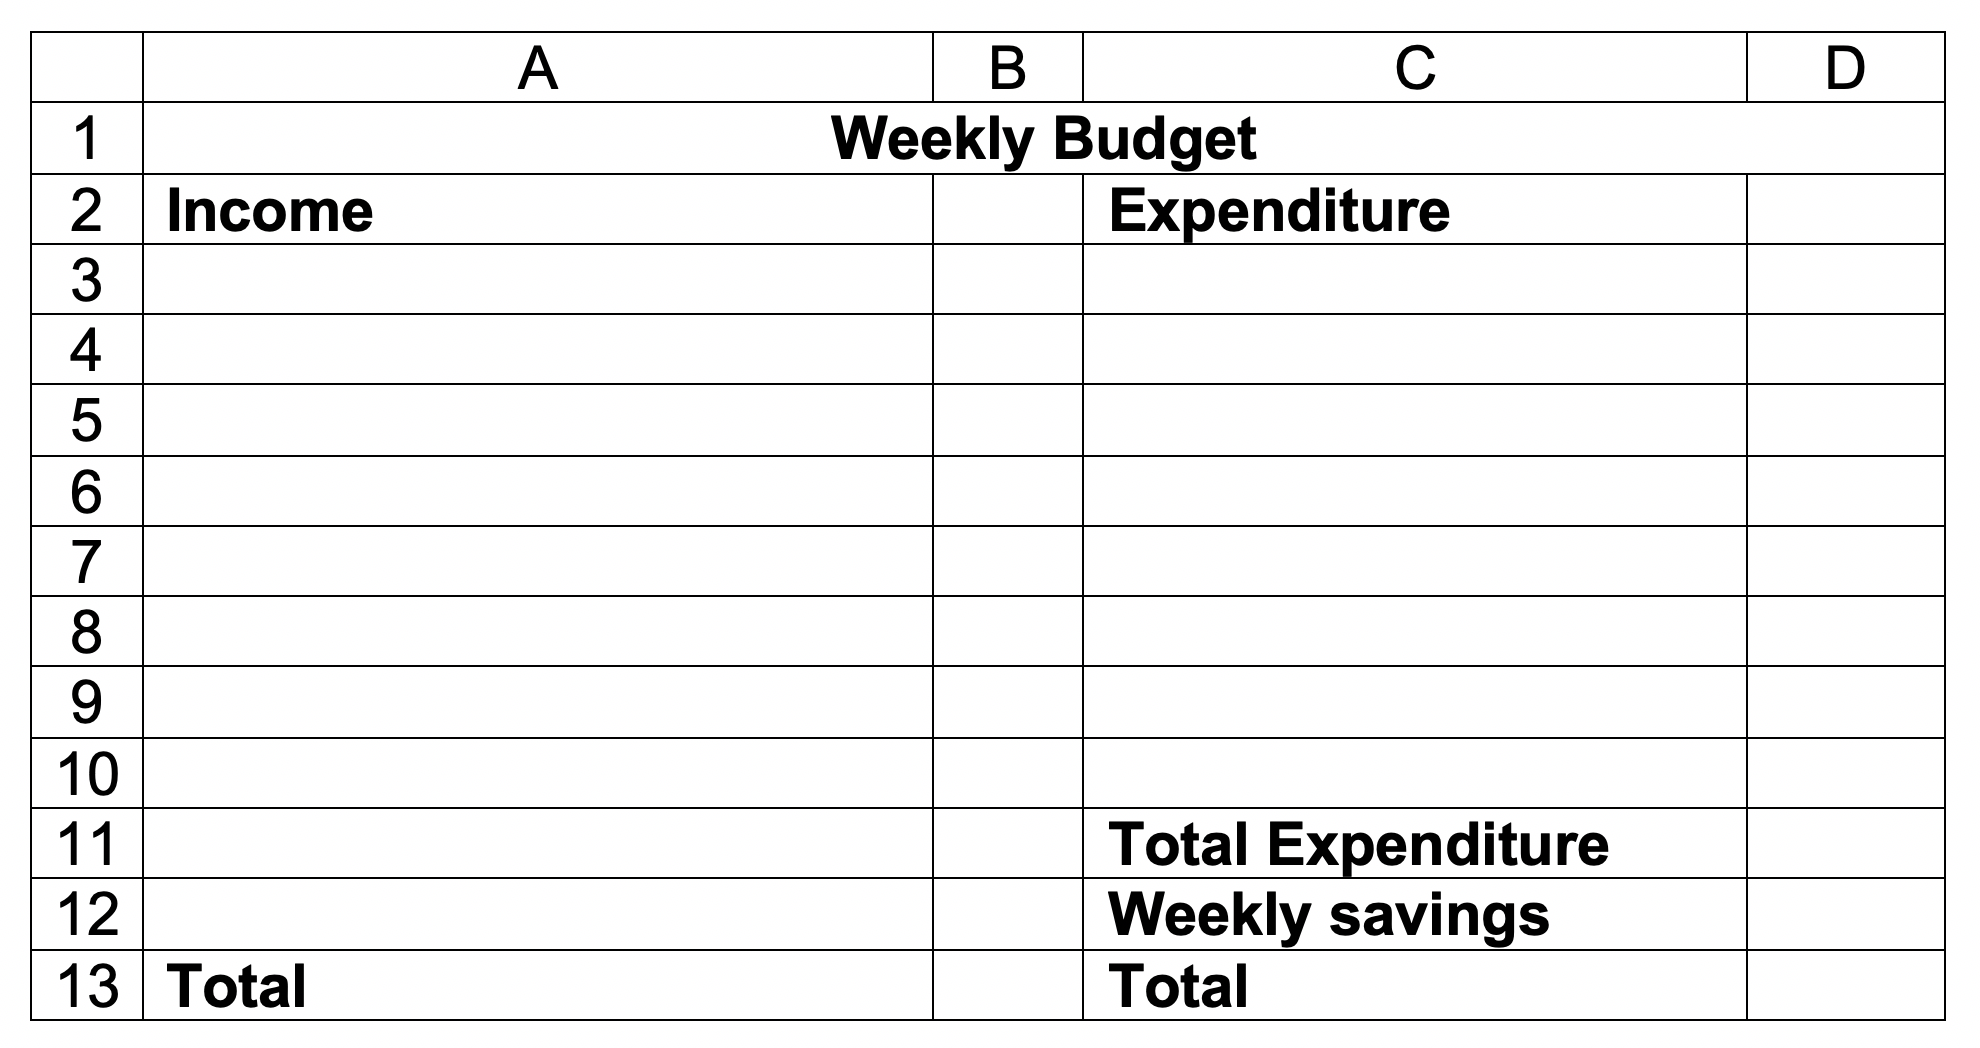 A B C D
1 Weekly Budget
2 Income Expenditure
3
4
5
6
7
8
9
10
11 Total Expenditure
12 Weekly savings
13 Total Total